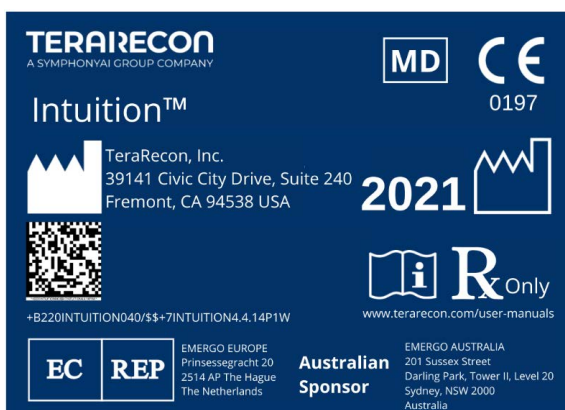 TERARECON
A SYMPHONYAI GROUP COMPANY
MD
CE
0197
Intuition™
TeraRecon, Inc.
39141 Civic City Drive, Suite 240
Fremont, CA 94538 USA
2021
i
Rx Only
www.terarecon.com/user-manuals
+B220INTUITION040/$$+7INTUITION4.4.14P1W
EC REP
EMERGO EUROPE
Prinsessegracht 20
2514 AP The Hague
The Netherlands
Australian
Sponsor
EMERGO AUSTRALIA
201 Sussex Street
Darling Park, Tower II, Level 20
Sydney, NSW 2000
Australia